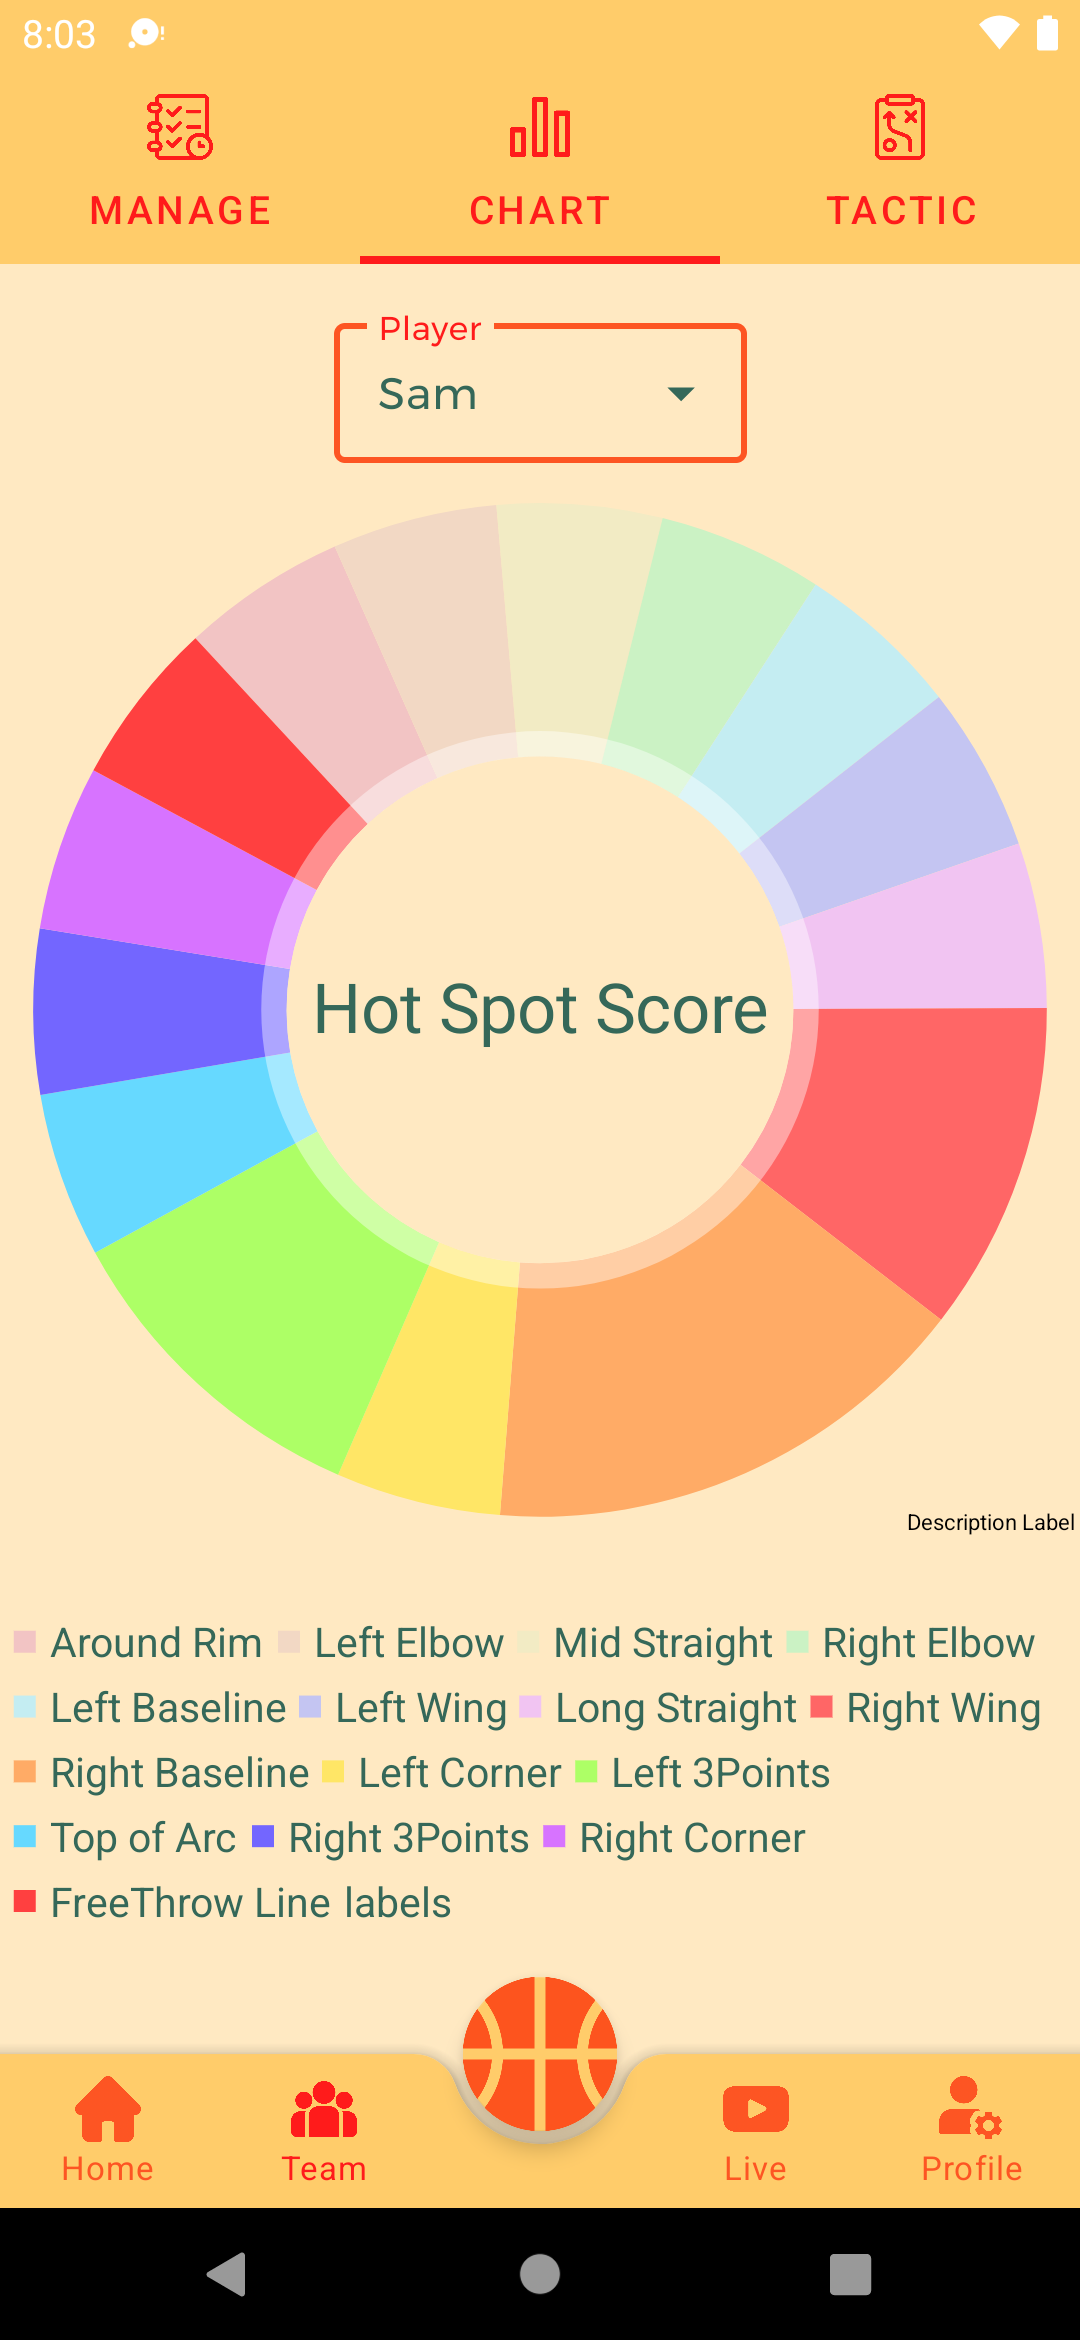 8:03
MANAGE CHART TACTIC
Player
Sam
Hot Spot Score
Description Label
Around Rim Left Elbow Mid Straight Right Elbow
Left Baseline Left Wing Long Straight Right Wing
Right Baseline Left Corner Left 3Points
Top of Arc Right 3Points Right Corner
FreeThrow Line labels
Home Team Live Profile